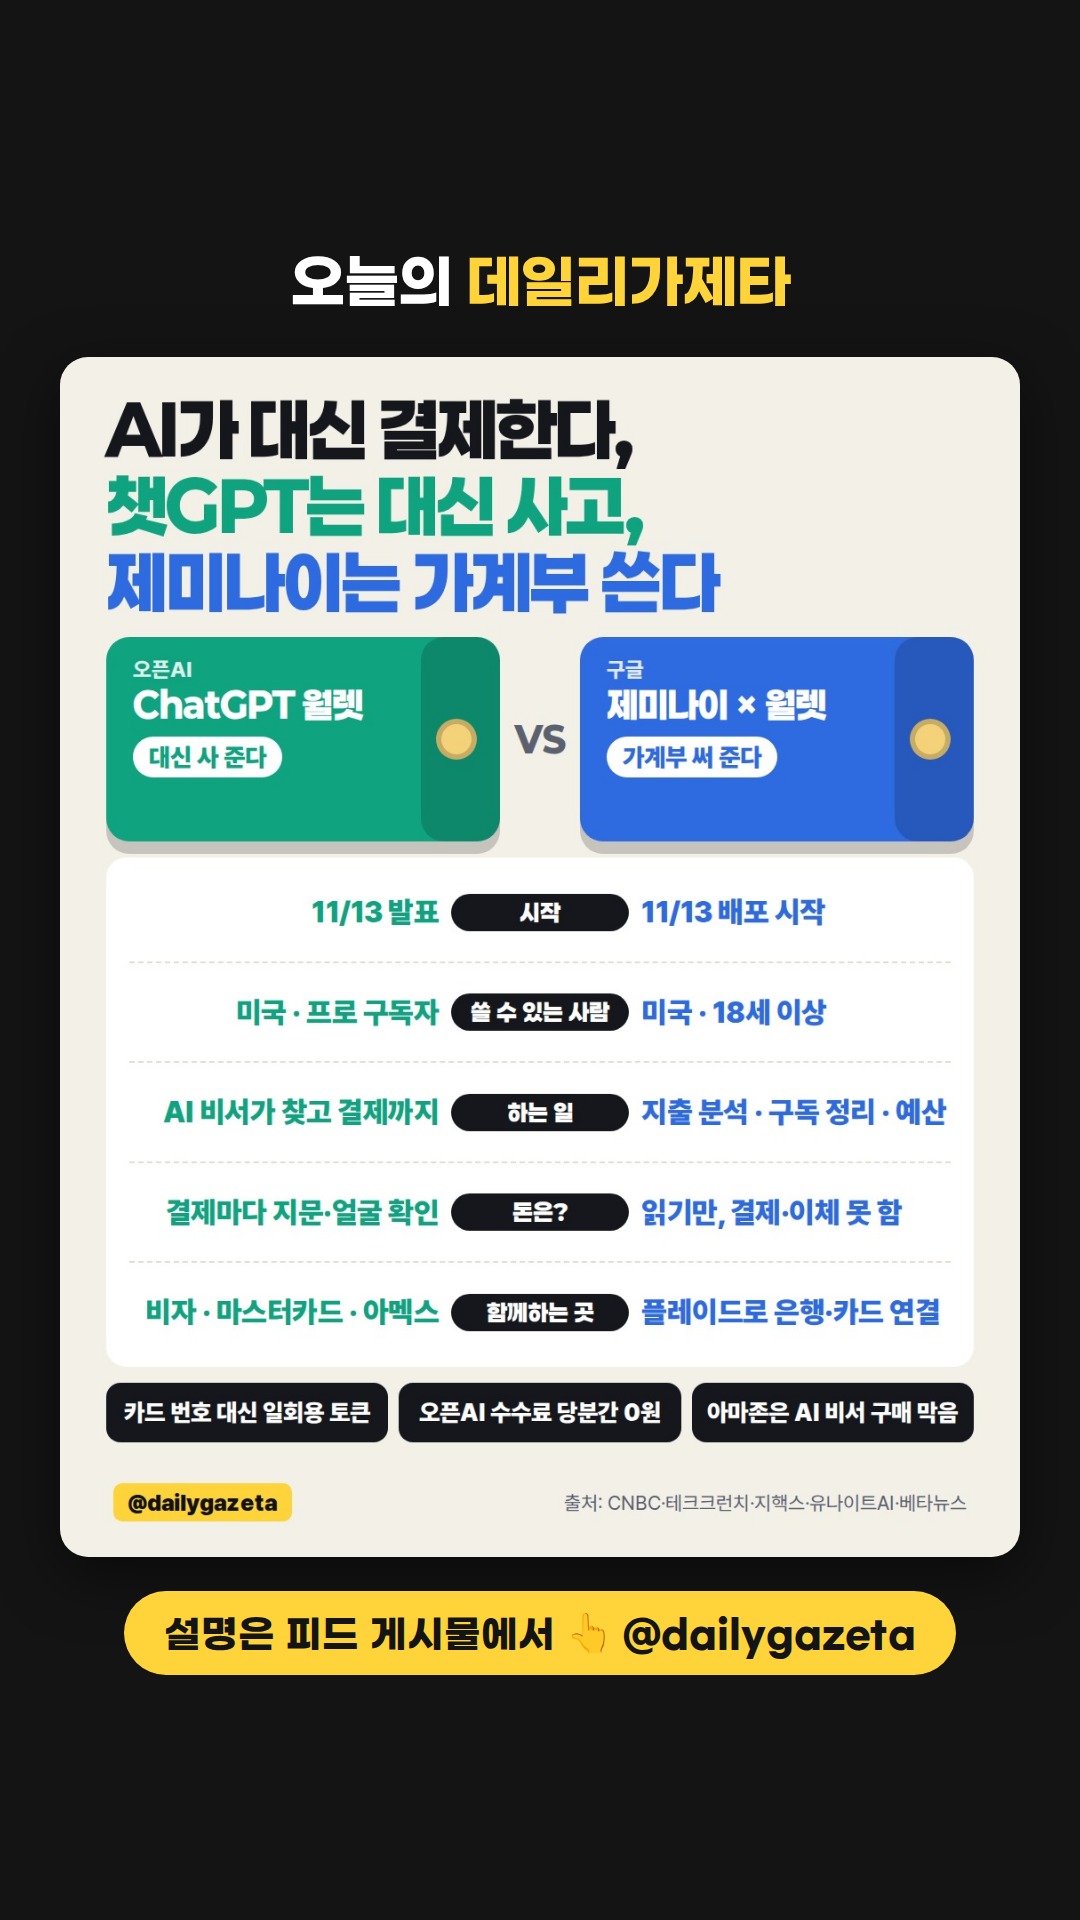 오늘의 데일리가제타
AI가 대신 결제한다,
챗GPT는 대신 사고,
제미나이는 가계부 쓴다
오픈AI
ChatGPT 월렛
대신 사 준다
VS
구글
제미나이 × 월렛
가계부 써 준다
11/13 발표 시작 11/13 배포 시작
미국 · 프로 구독자 쓸 수 있는 사람 미국 · 18세 이상
AI 비서가 찾고 결제까지 하는 일 지출 분석 · 구독 정리 · 예산
결제마다 지문·얼굴 확인 돈은? 읽기만, 결제·이체 못 함
비자 · 마스터카드 · 아멕스 함께하는 곳 플레이드로 은행·카드 연결
카드 번호 대신 일회용 토큰 오픈AI 수수료 당분간 0원 아마존은 AI 비서 구매 막음
@dailygazeta 출처: CNBC·테크크런치·지핵스·유나이트AI·베타뉴스
설명은 피드 게시물에서 👆 @dailygazeta